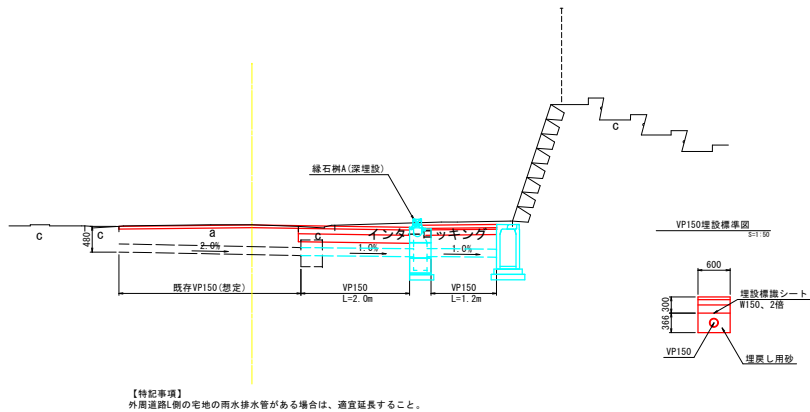 c
縁石桝A(深埋設)
c
c
480
a
c
インターロッキング
2.0%
1.0%
1.0%
既存VP150(想定)
VP150
L=2.0m
VP150
L=1.2m
VP150埋設標準図
S=1:50
600
300
366
埋設標識シート
W150、2倍
VP150
埋戻し用砂
【特記事項】
外周道路L側の宅地の雨水排水管がある場合は、適宜延長すること。